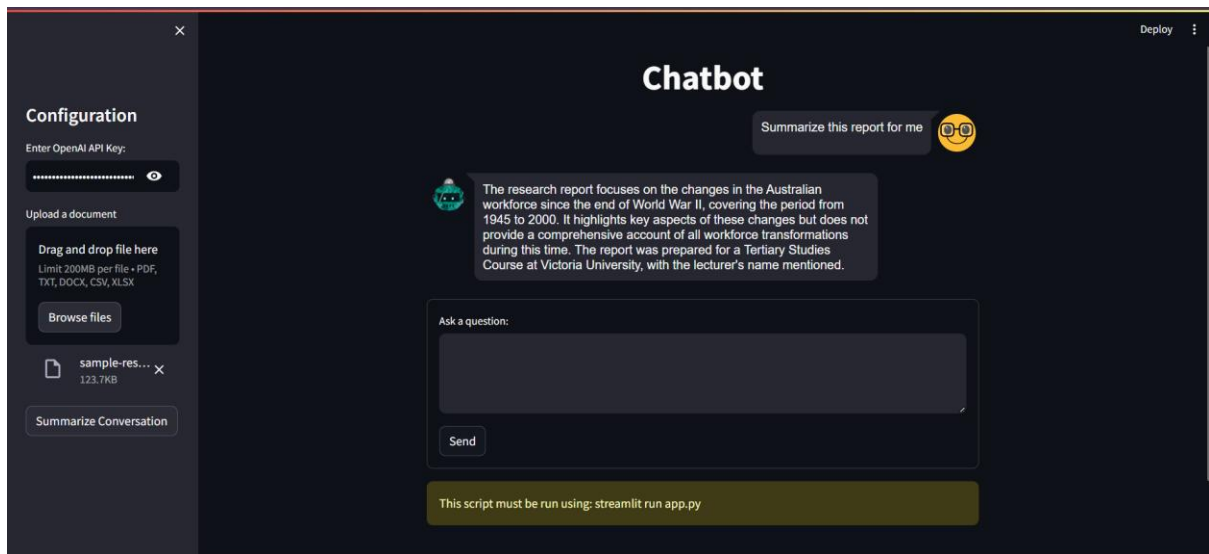 Deploy
Configuration
Enter OpenAI API Key:
Upload a document
Drag and drop file here
Limit 200MB per file • PDF,
TXT, DOCX, CSV, XLSX
Browse files
sample-res...
123.7KB
Summarize Conversation
Chatbot
Summarize this report for me
The research report focuses on the changes in the Australian
workforce since the end of World War II, covering the period from
1945 to 2000. It highlights key aspects of these changes but does not
provide a comprehensive account of all workforce transformations
during this time. The report was prepared for a Tertiary Studies
Course at Victoria University, with the lecturer's name mentioned.
Ask a question:
Send
This script must be run using: streamlit run app.py